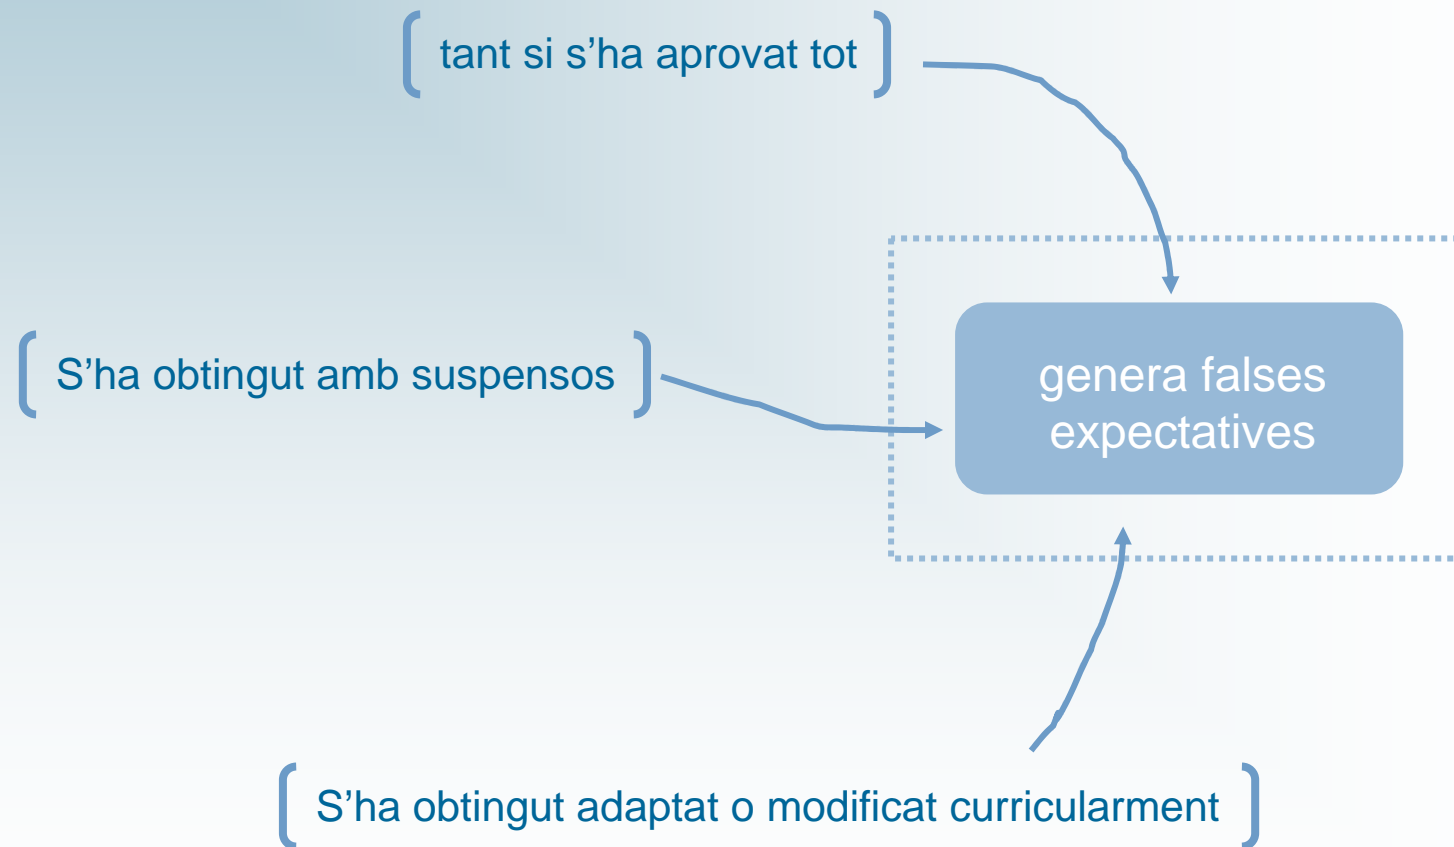 tant si s’ha aprovat tot
S’ha obtingut amb suspensos
genera falses
expectatives
S’ha obtingut adaptat o modificat curricularment